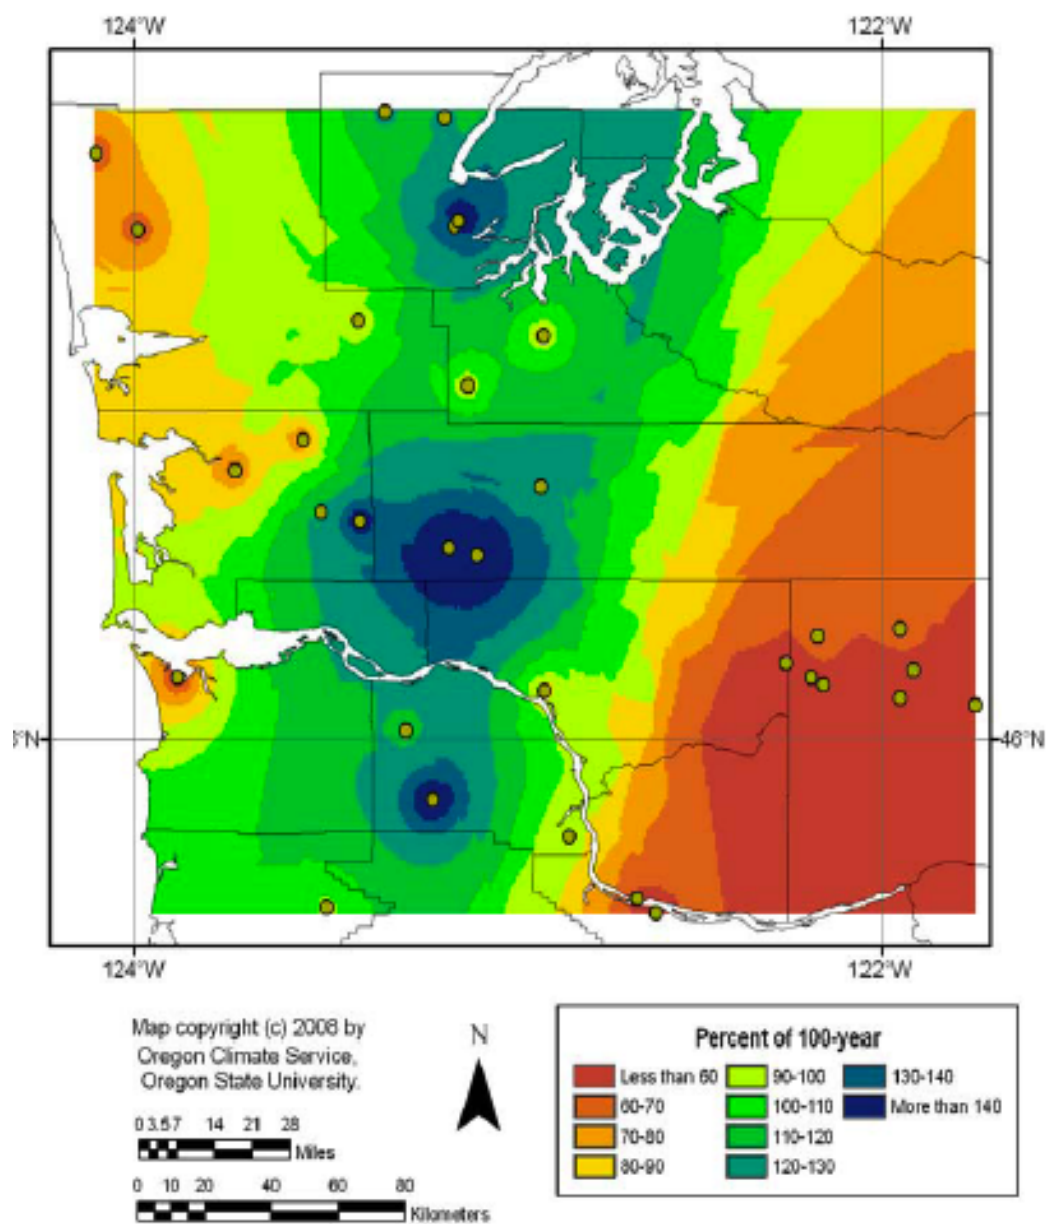 124°W 122°W
46°N
124°W 122°W
Map copyright (c) 2008 by
Oregon Climate Service,
Oregon State University.
N
0 3.5 7 14 21 28
Miles
0 10 20 40 60 80
Kilometers
Percent of 100-year
Less than 60 90-100 130-140
60-70 100-110 More than 140
70-80 110-120
80-90 120-130